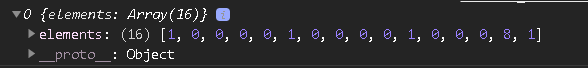 ▼ O {elements: Array(16)} i
▶ elements: (16) [1, 0, 0, 0, 0, 1, 0, 0, 0, 0, 1, 0, 0, 0, 8, 1]
▶ __proto__: Object